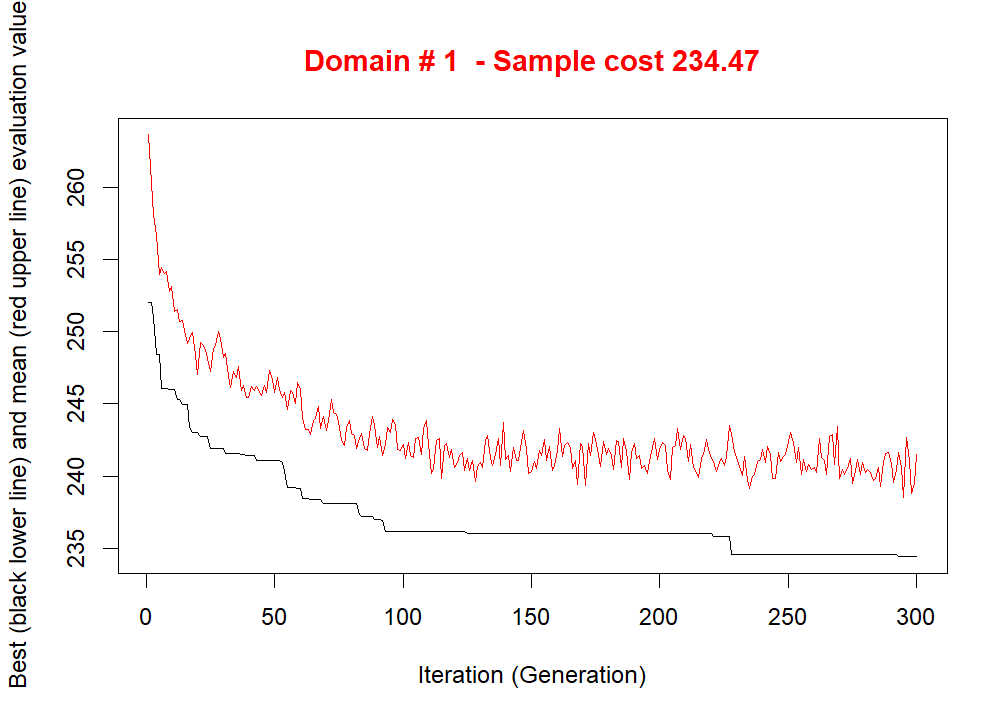 Domain # 1  - Sample cost 234.47
Best (black lower line) and mean (red upper line) evaluation value
260
255
250
245
240
235
0 50 100 150 200 250 300
Iteration (Generation)